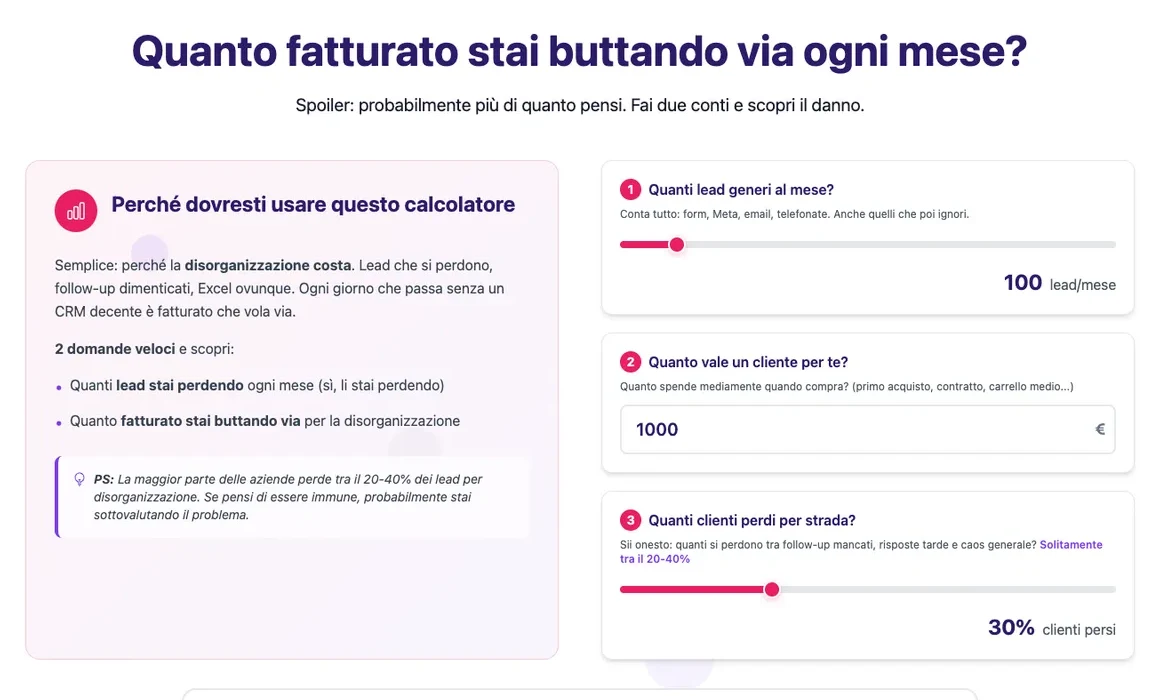 Quanto fatturato stai buttando via ogni mese?
Spoiler: probabilmente più di quanto pensi. Fai due conti e scopri il danno.
Perché dovresti usare questo calcolatore
Semplice: perché la disorganizzazione costa. Lead che si perdono,
follow-up dimenticati, Excel ovunque. Ogni giorno che passa senza un
CRM decente è fatturato che vola via.
2 domande veloci e scopri:
• Quanti lead stai perdendo ogni mese (sì, li stai perdendo)
• Quanto fatturato stai buttando via per la disorganizzazione
PS: La maggior parte delle aziende perde tra il 20-40% dei lead per
disorganizzazione. Se pensi di essere immune, probabilmente stai
sottovalutando il problema.
1 Quanti lead generi al mese?
Conta tutto: form, Meta, email, telefonate. Anche quelli che poi ignori.
100 lead/mese
2 Quanto vale un cliente per te?
Quanto spende mediamente quando compra? (primo acquisto, contratto, carrello medio...)
1000 €
3 Quanti clienti perdi per strada?
Sii onesto: quanti si perdono tra follow-up mancati, risposte tarde e caos generale? Solitamente
tra il 20-40%
30% clienti persi